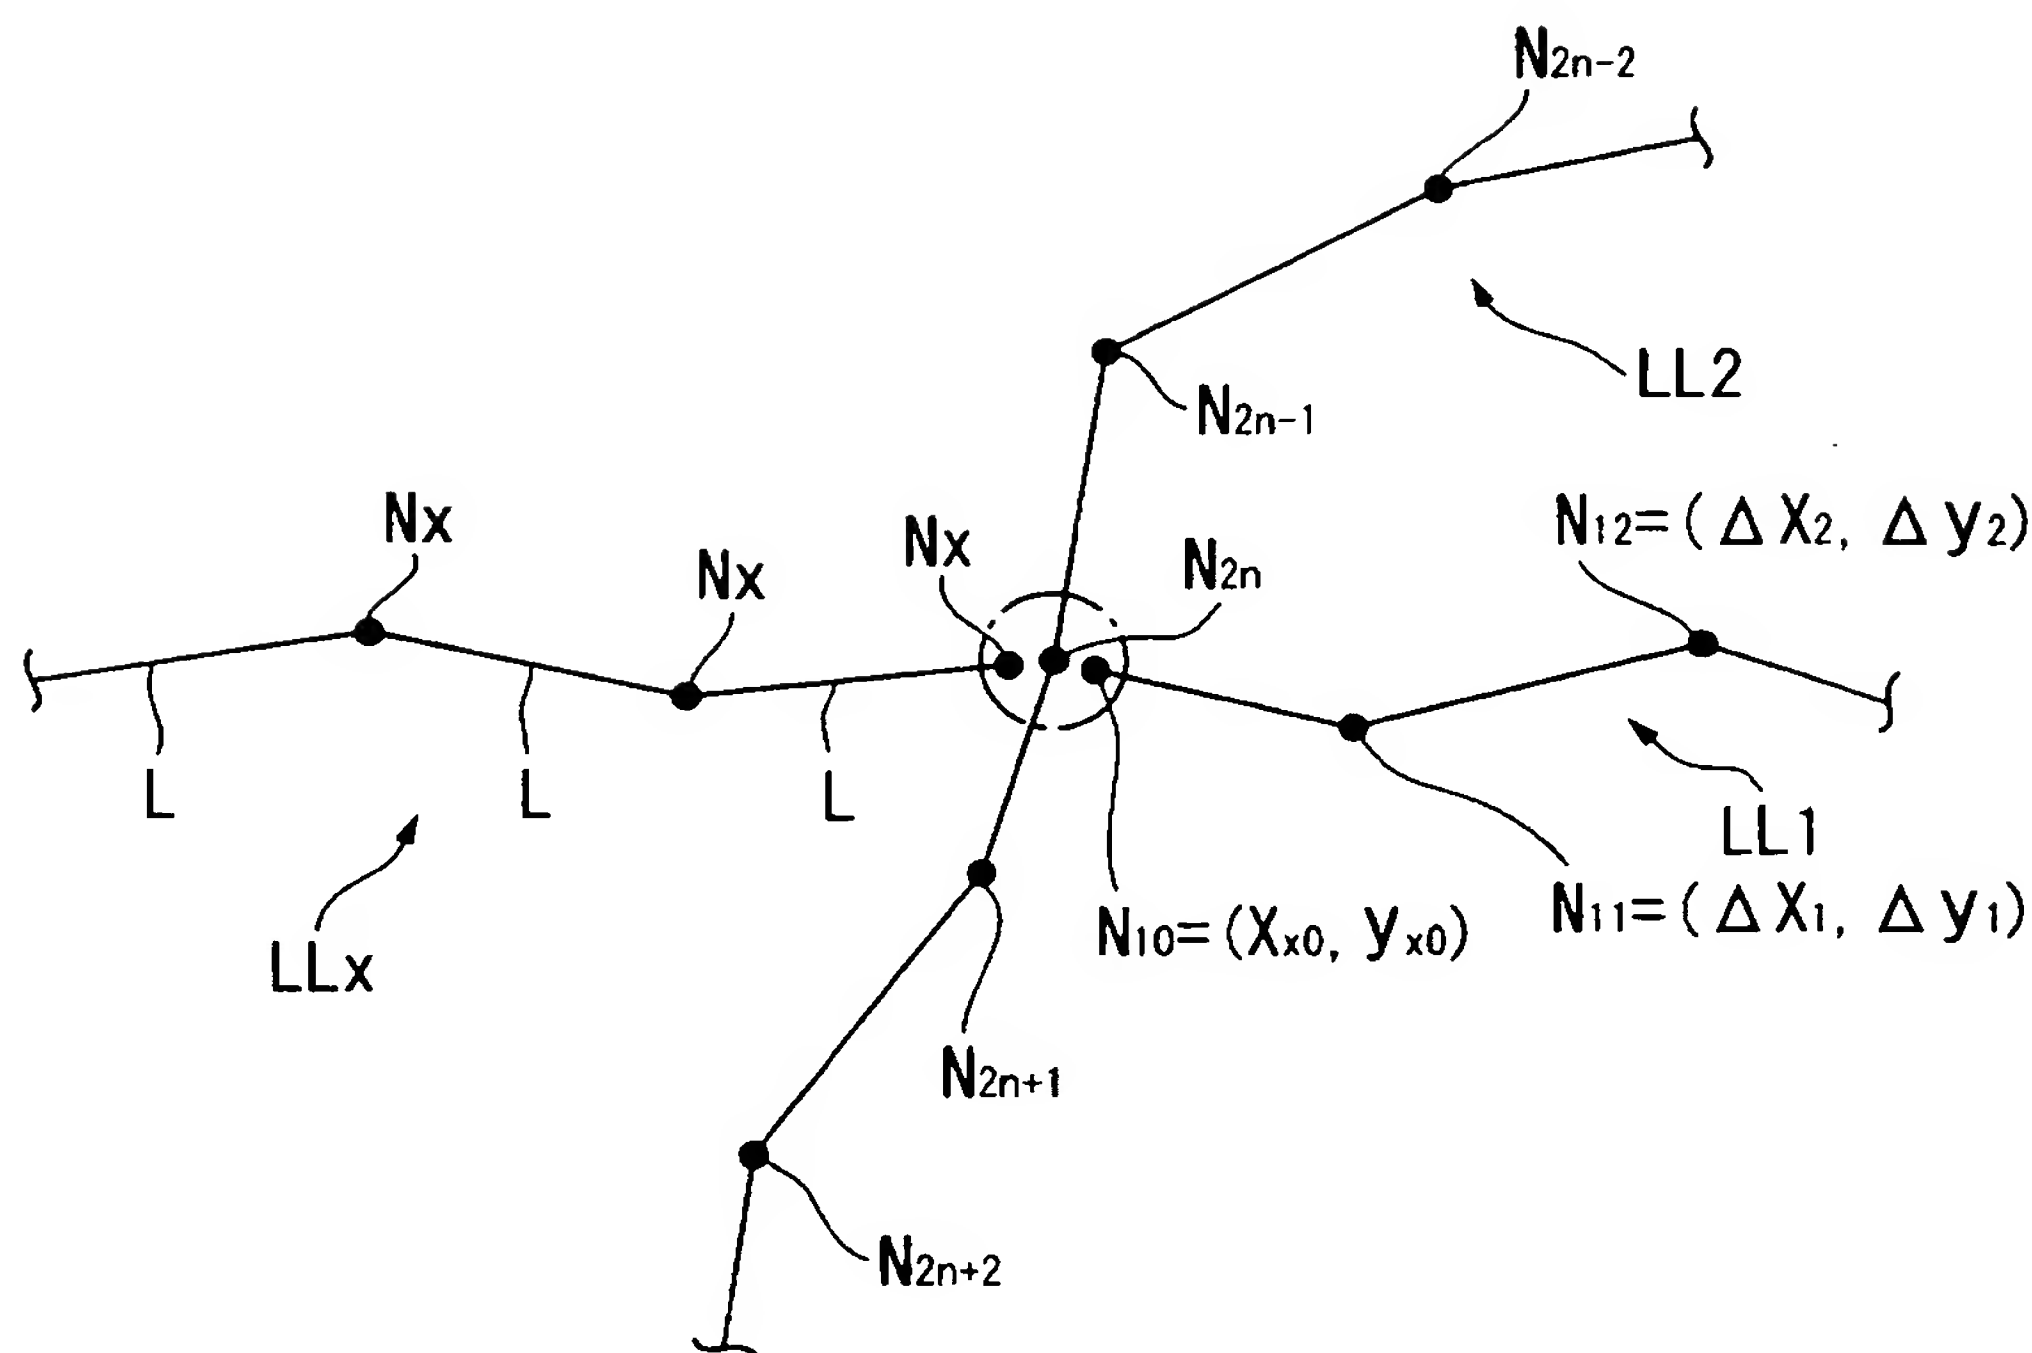 N2n-2
LL2
N2n-1
Nx
Nx
Nx
N2n
N12=(ΔX2, Δy2)
L
L
L
LL1
N11=(ΔX1, Δy1)
N10=(Xx0, yx0)
LLx
N2n+1
N2n+2